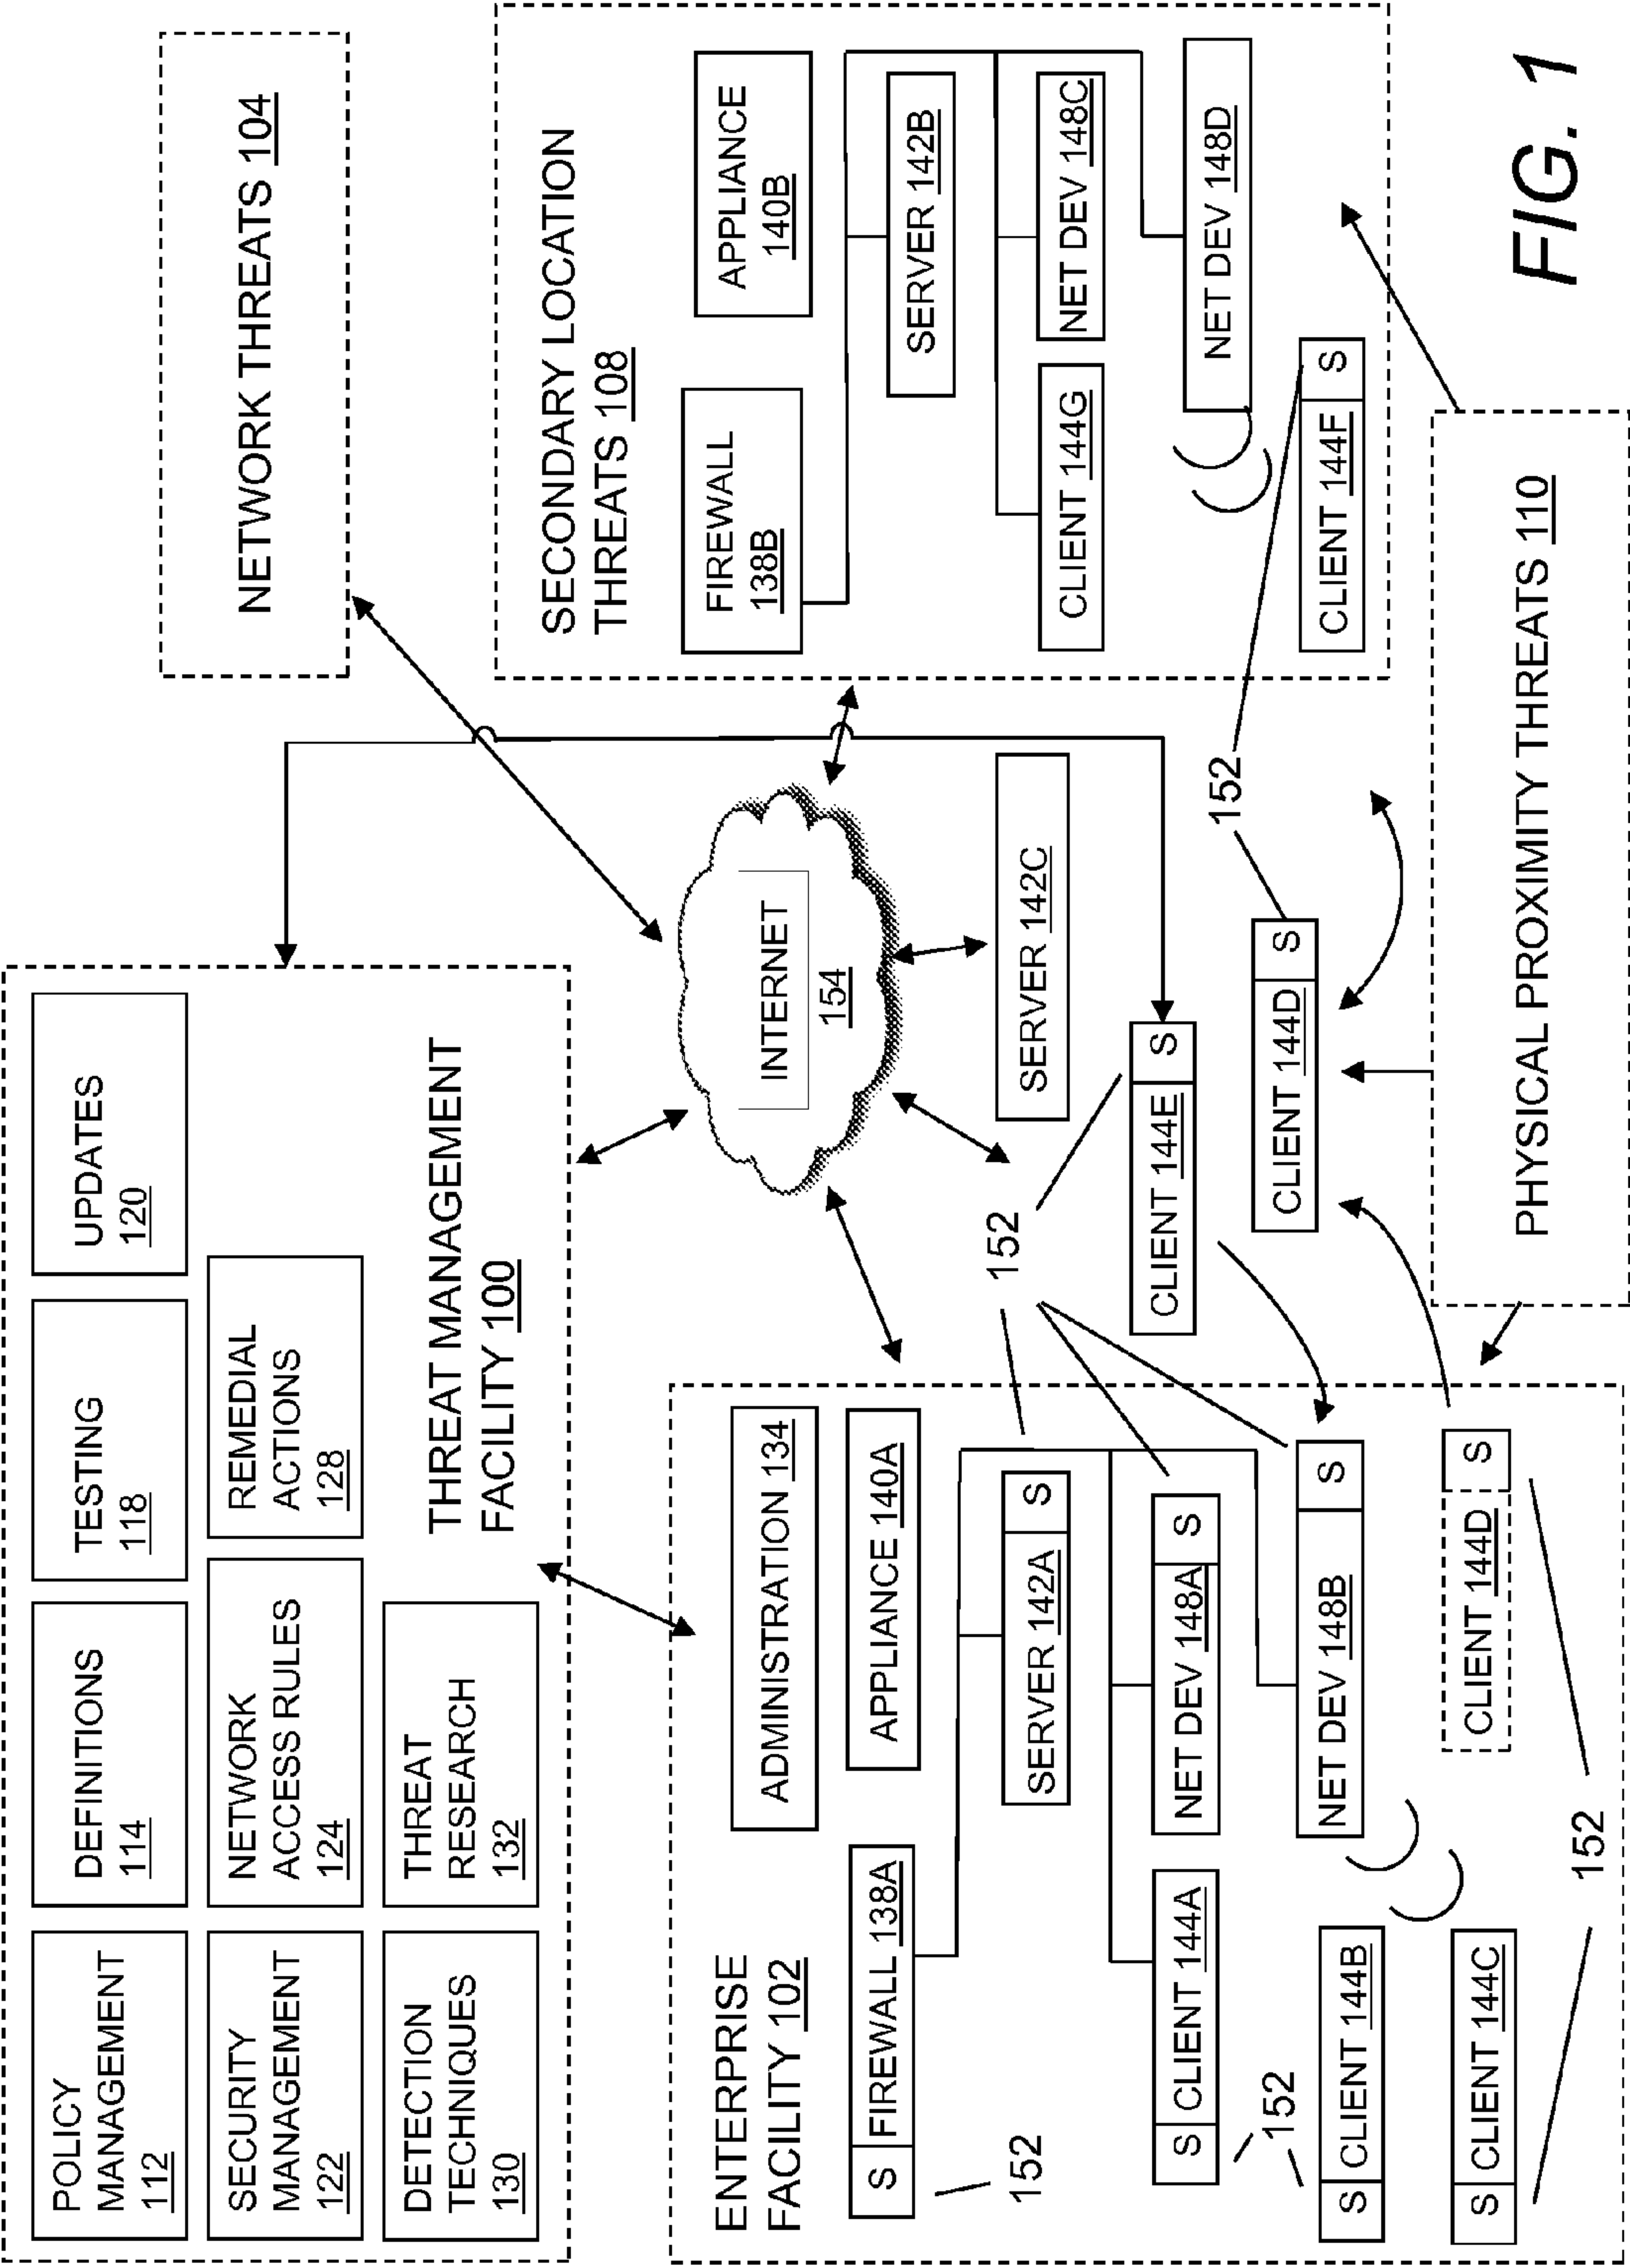 POLICY
MANAGEMENT
112
DEFINITIONS
114
TESTING
118
UPDATES
120
SECURITY
MANAGEMENT
122
NETWORK
ACCESS RULES
124
REMEDIAL
ACTIONS
128
DETECTION
TECHNIQUES
130
THREAT
RESEARCH
132
THREAT MANAGEMENT
FACILITY 100
NETWORK THREATS 104
ENTERPRISE
FACILITY 102
ADMINISTRATION 134
S FIREWALL 138A
APPLIANCE 140A
152
SERVER 142A S
S CLIENT 144A
NET DEV 148A S
152
S CLIENT 144B
NET DEV 148B S
S CLIENT 144C
CLIENT 144D S
152
INTERNET
154
SERVER 142C
152
CLIENT 144E S
CLIENT 144D S
152
SECONDARY LOCATION
THREATS 108
FIREWALL
138B
APPLIANCE
140B
SERVER 142B
CLIENT 144G
NET DEV 148C
NET DEV 148D
CLIENT 144F S
PHYSICAL PROXIMITY THREATS 110
FIG. 1